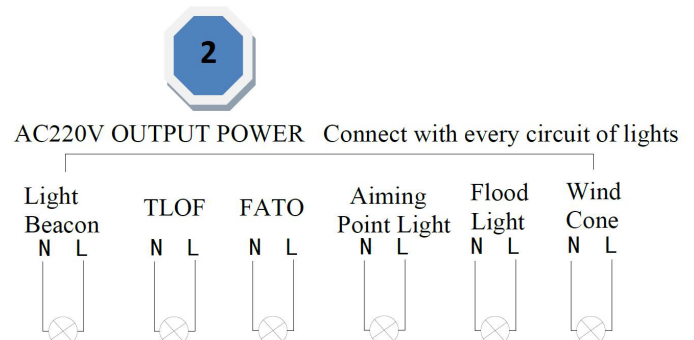 2
AC220V OUTPUT POWER Connect with every circuit of lights
Light Beacon
TLOF
FATO
Aiming Point Light
Flood Light
Wind Cone
N L N L N L N L N L N L